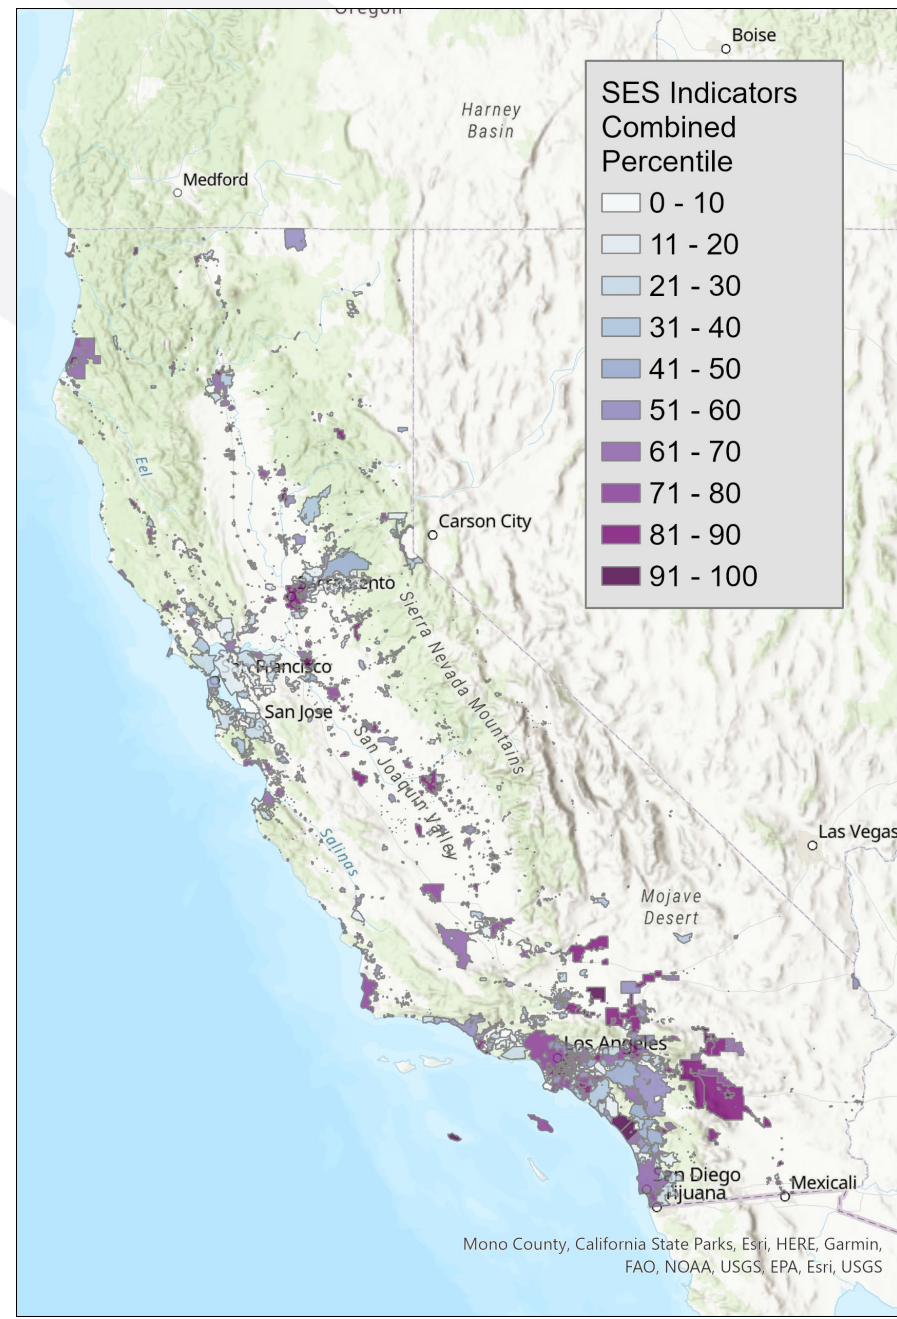 Oregon
Boise
SES Indicators
Combined
Percentile
0 - 10
11 - 20
21 - 30
31 - 40
41 - 50
51 - 60
61 - 70
71 - 80
81 - 90
91 - 100
Harney
Basin
Medford
Eel
Carson City
Sierra Nevada Mountains
Francisco
San Jose
San Joaquin Valley
Salinas
Las Vegas
Mojave
Desert
Los Angeles
Diego
Mexicali
Mono County, California State Parks, Esri, HERE, Garmin,
FAO, NOAA, USGS, EPA, Esri, USGS